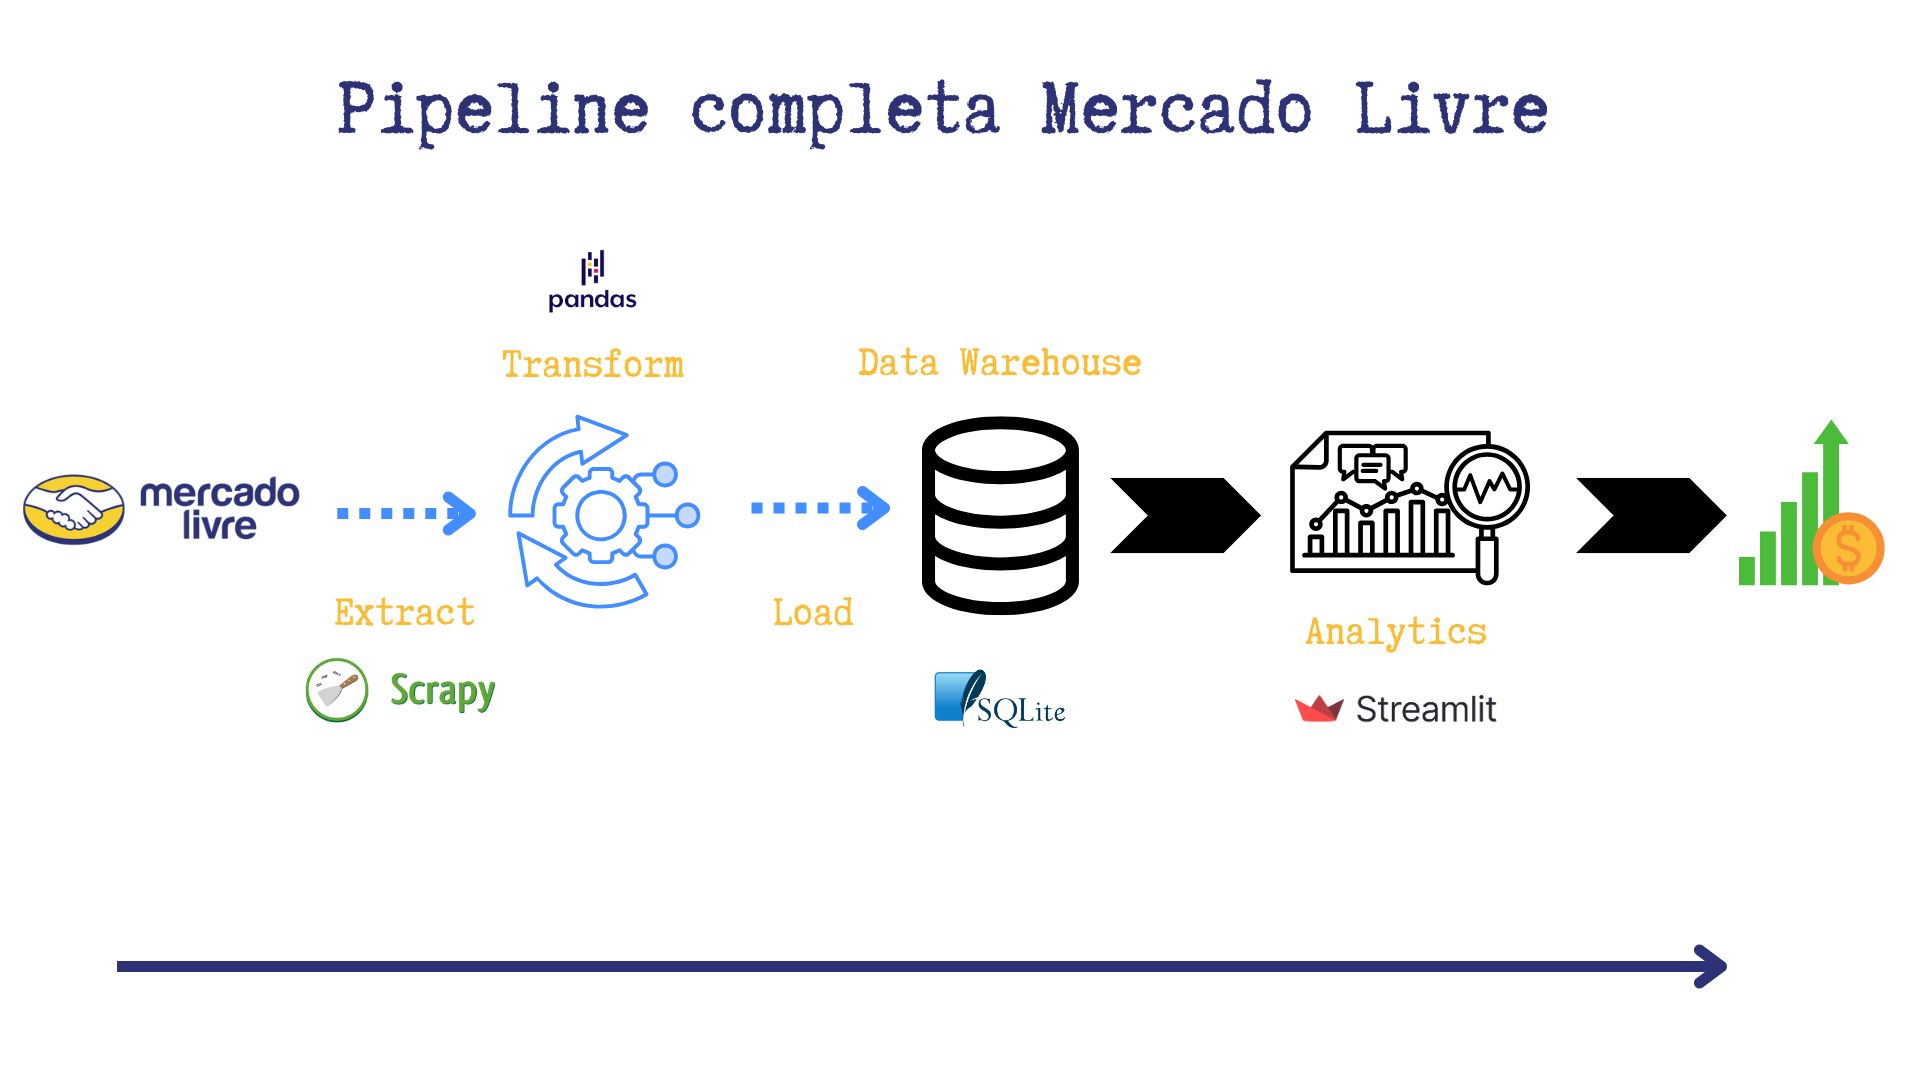 Pipeline completa Mercado Livre
pandas
Transform
Data Warehouse
mercado
livre
Extract
Load
Analytics
Scrapy
SQLite
Streamlit
$